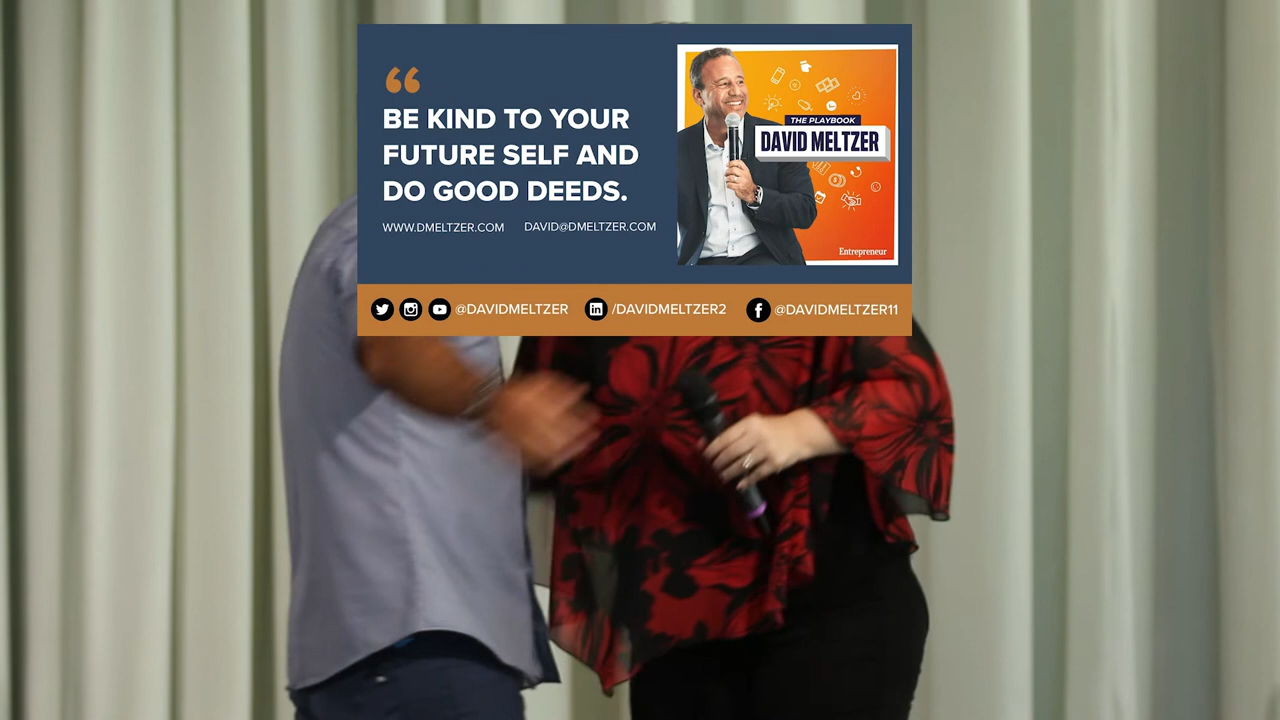 BE KIND TO YOUR
FUTURE SELF AND
DO GOOD DEEDS.
WWW.DMELTZER.COM DAVID@DMELTZER.COM
THE PLAYBOOK
DAVID MELTZER
Entrepreneur
@DAVIDMELTZER /DAVIDMELTZER2 @DAVIDMELTZER11